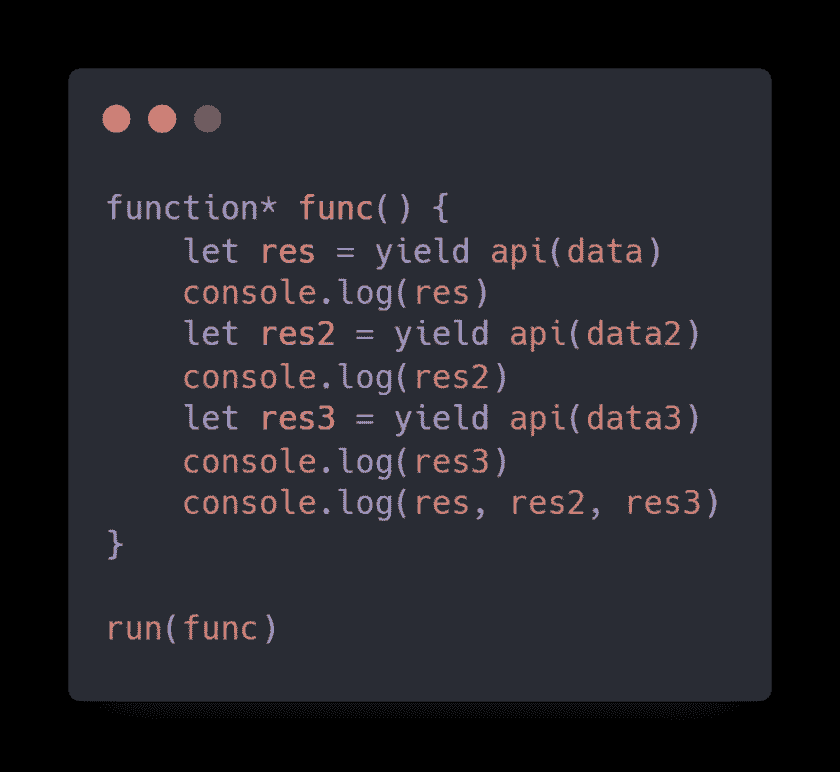 function* func() {
    let res = yield api(data)
    console.log(res)
    let res2 = yield api(data2)
    console.log(res2)
    let res3 = yield api(data3)
    console.log(res3)
    console.log(res, res2, res3)
}
run(func)